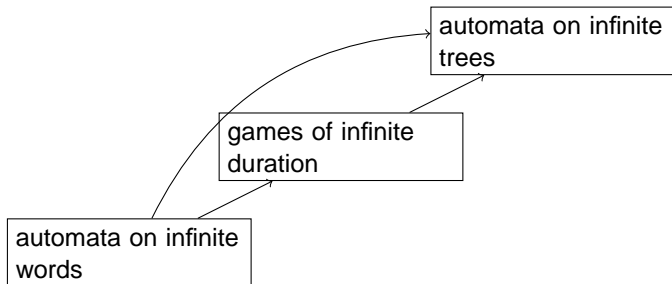 automata on infinite
trees
games of infinite
duration
automata on infinite
words